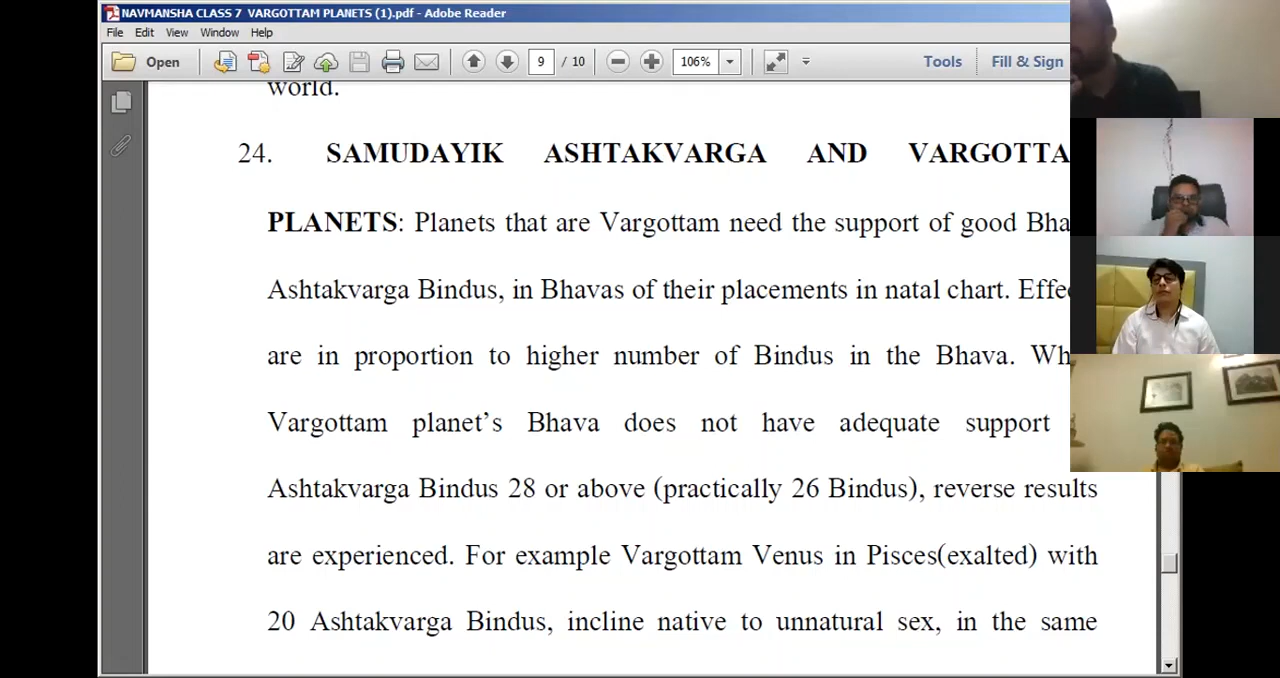 NAVMANSHA CLASS 7 VARGOTTAM PLANETS (1).pdf - Adobe Reader
File Edit View Window Help
Open 9 / 10 106% Tools Fill & Sign
world.
24. SAMUDAYIK ASHTAKVARGA AND VARGOTTA
PLANETS: Planets that are Vargottam need the support of good Bha
Ashtakvarga Bindus, in Bhavas of their placements in natal chart. Effe
are in proportion to higher number of Bindus in the Bhava. Wh
Vargottam planet's Bhava does not have adequate support
Ashtakvarga Bindus 28 or above (practically 26 Bindus), reverse results
are experienced. For example Vargottam Venus in Pisces(exalted) with
20 Ashtakvarga Bindus, incline native to unnatural sex, in the same